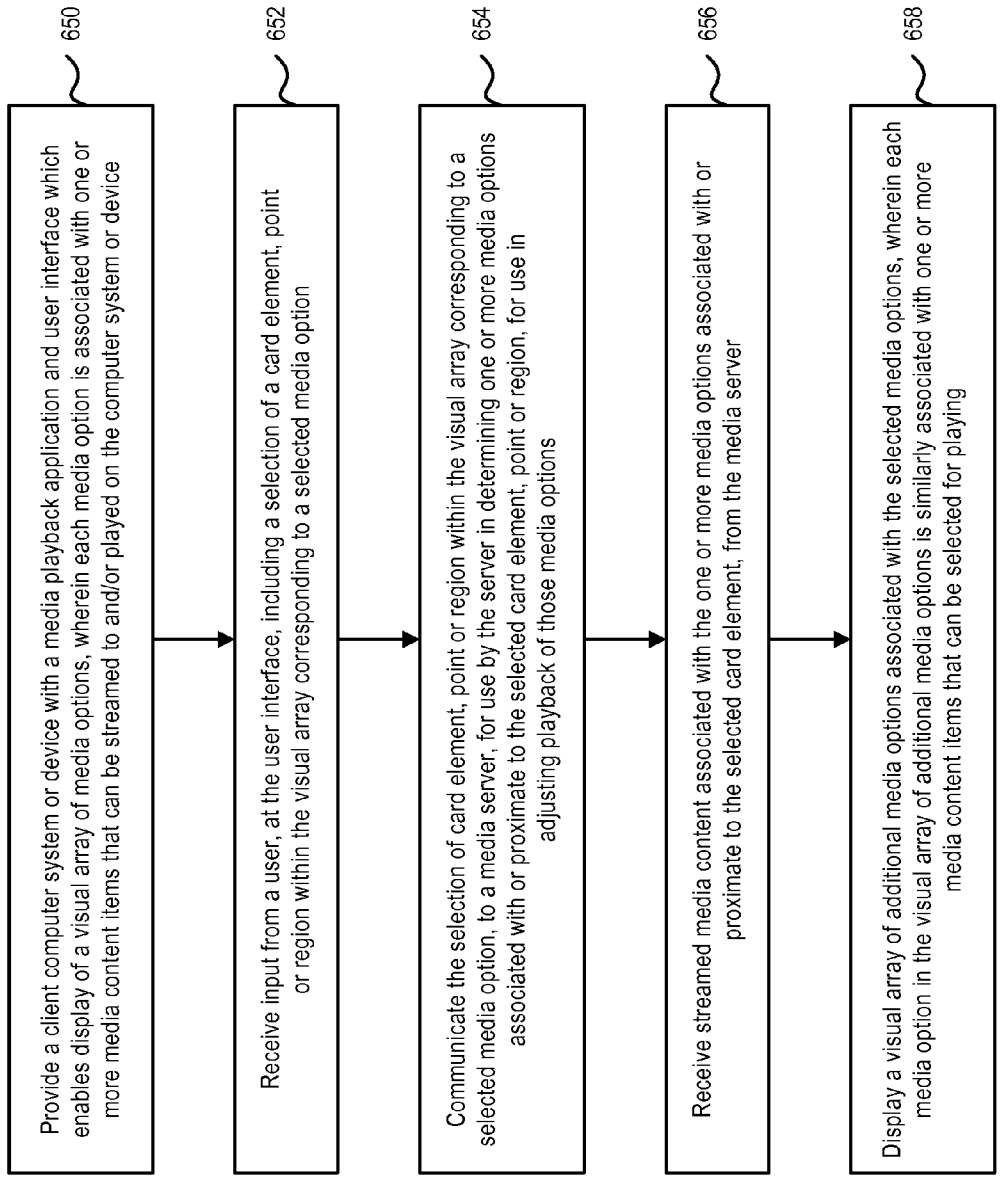 650
Provide a client computer system or device with a media playback application and user interface which
enables display of a visual array of media options, wherein each media option is associated with one or
more media content items that can be streamed to and/or played on the computer system or device
652
Receive input from a user, at the user interface, including a selection of a card element, point
or region within the visual array corresponding to a selected media option
654
Communicate the selection of card element, point or region within the visual array corresponding to a
selected media option, to a media server, for use by the server in determining one or more media options
associated with or proximate to the selected card element, point or region, for use in
adjusting playback of those media options
656
Receive streamed media content associated with the one or more media options associated with or
proximate to the selected card element, from the media server
658
Display a visual array of additional media options associated with the selected media options, wherein each
media option in the visual array of additional media options is similarly associated with one or more
media content items that can be selected for playing